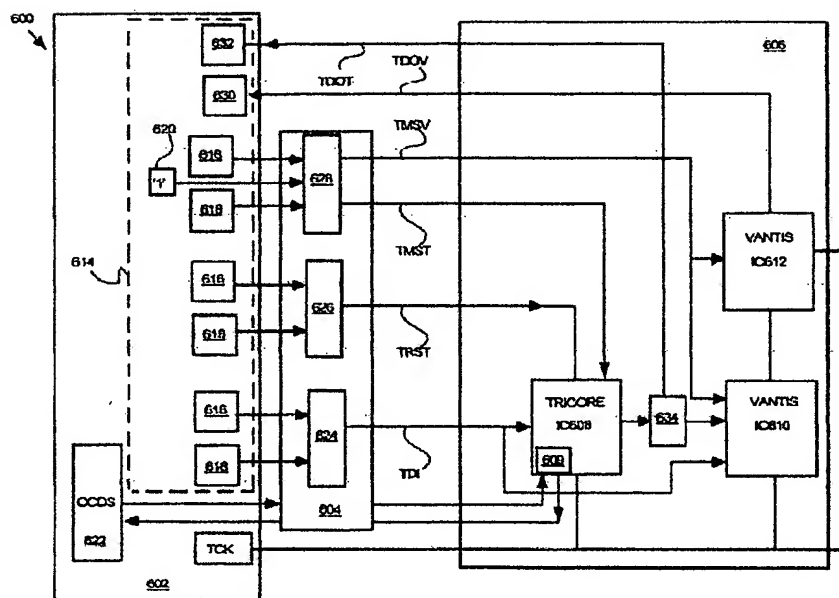 600
632
606
TDOT
TDOV
630
620
616
'1'
628
TMSV
618
614
VANTIS
IC612
TMST
616
626
618
TRST
616
624
TRICORE
IC608
634
VANTIS
IC610
618
609
TDI
OCDS
622
604
TCK
602